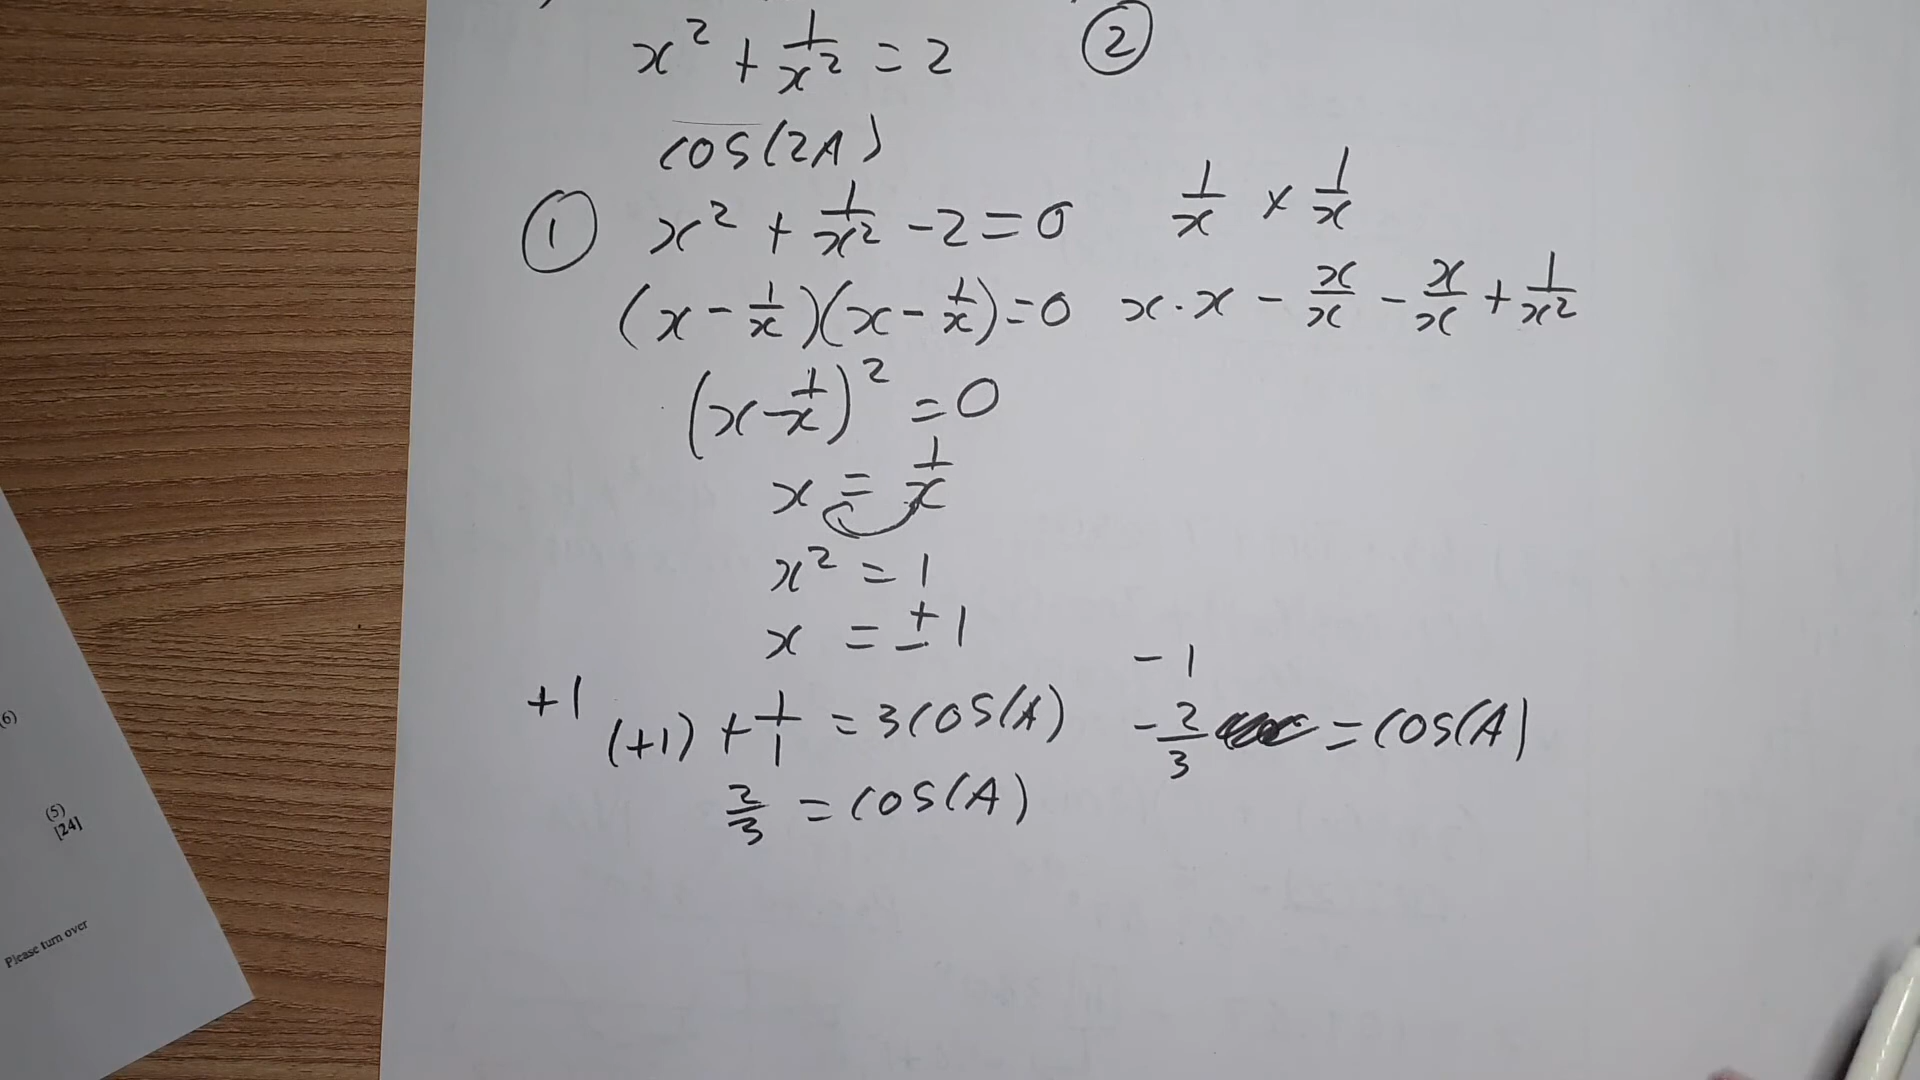 x² + 1/x² = 2
②
cos(2A)
① x² + 1/x² - 2 = 0
1/x × 1/x
(x - 1/x)(x - 1/x) = 0
x · x - x/x - x/x + 1/x²
(x - 1/x)² = 0
x = 1/x
x² = 1
x = ±1
+1
(+1) + 1/1 = 3cos(A)
2/3 = cos(A)
-1
-2/3 = cos(A)
(6)
(5)
[24]
Please turn over